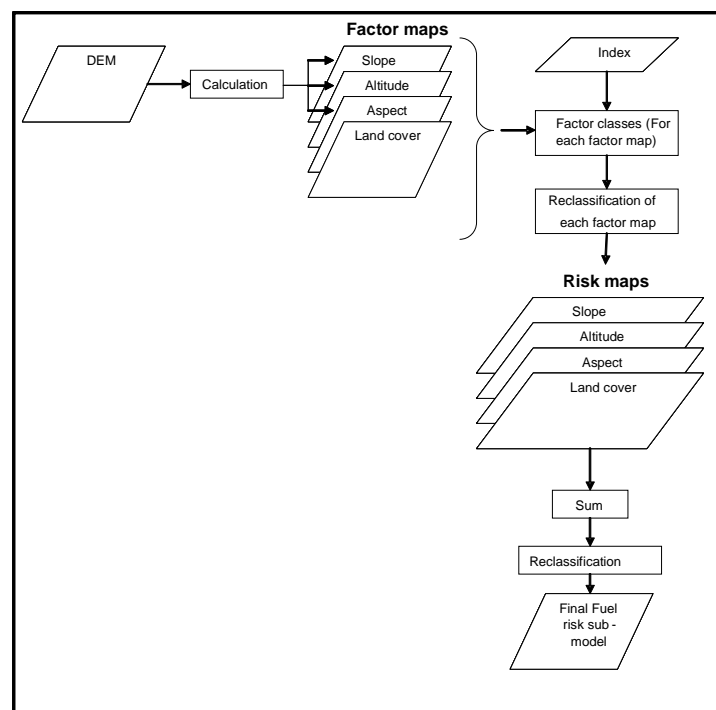 Factor maps
DEM
Calculation
Slope
Altitude
Aspect
Land cover
Index
Factor classes (For
each factor map)
Reclassification of
each factor map
Risk maps
Slope
Altitude
Aspect
Land cover
Sum
Reclassification
Final Fuel
risk sub -
model